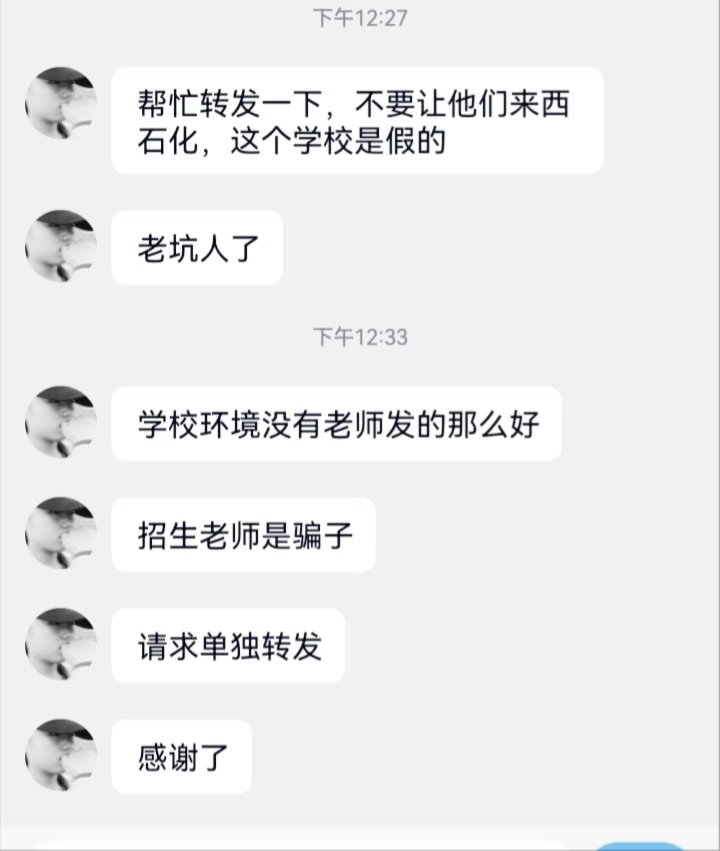 下午12:27
帮忙转发一下，不要让他们来西
石化，这个学校是假的
老坑人了
下午12:33
学校环境没有老师发的那么好
招生老师是骗子
请求单独转发
感谢了